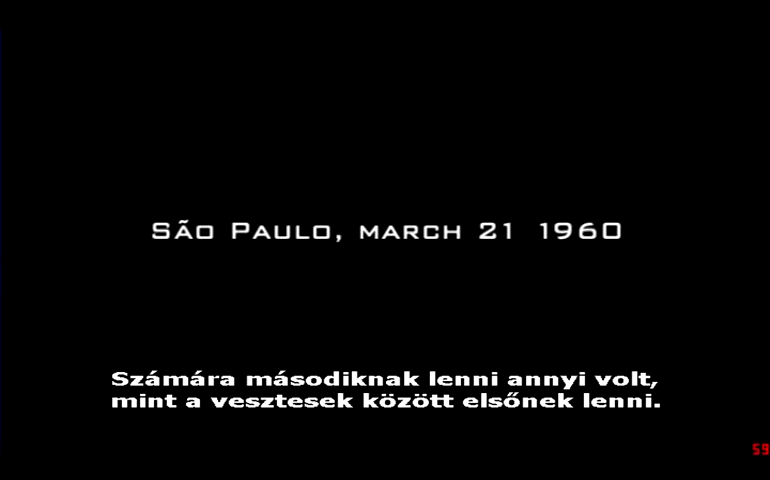 São Paulo, march 21 1960
Számára másodiknak lenni annyi volt,
mint a vesztesek között elsőnek lenni.
59